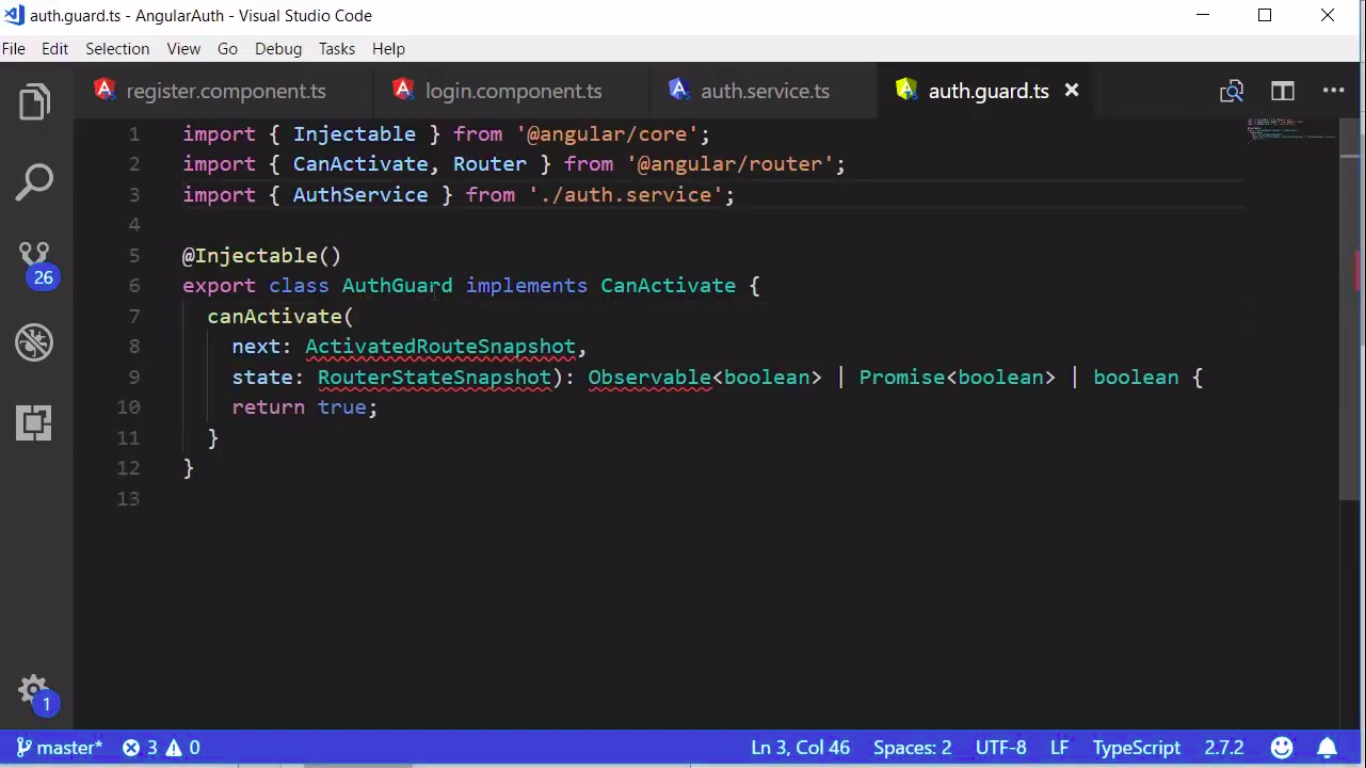 auth.guard.ts - AngularAuth - Visual Studio Code
File Edit Selection View Go Debug Tasks Help
register.component.ts login.component.ts auth.service.ts auth.guard.ts
1 import { Injectable } from '@angular/core';
2 import { CanActivate, Router } from '@angular/router';
3 import { AuthService } from './auth.service';
4
5 @Injectable()
6 export class AuthGuard implements CanActivate {
7 canActivate(
8 next: ActivatedRouteSnapshot,
9 state: RouterStateSnapshot): Observable<boolean> | Promise<boolean> | boolean {
10 return true;
11 }
12 }
13
26
1
master* 3 0 Ln 3, Col 46 Spaces: 2 UTF-8 LF TypeScript 2.7.2